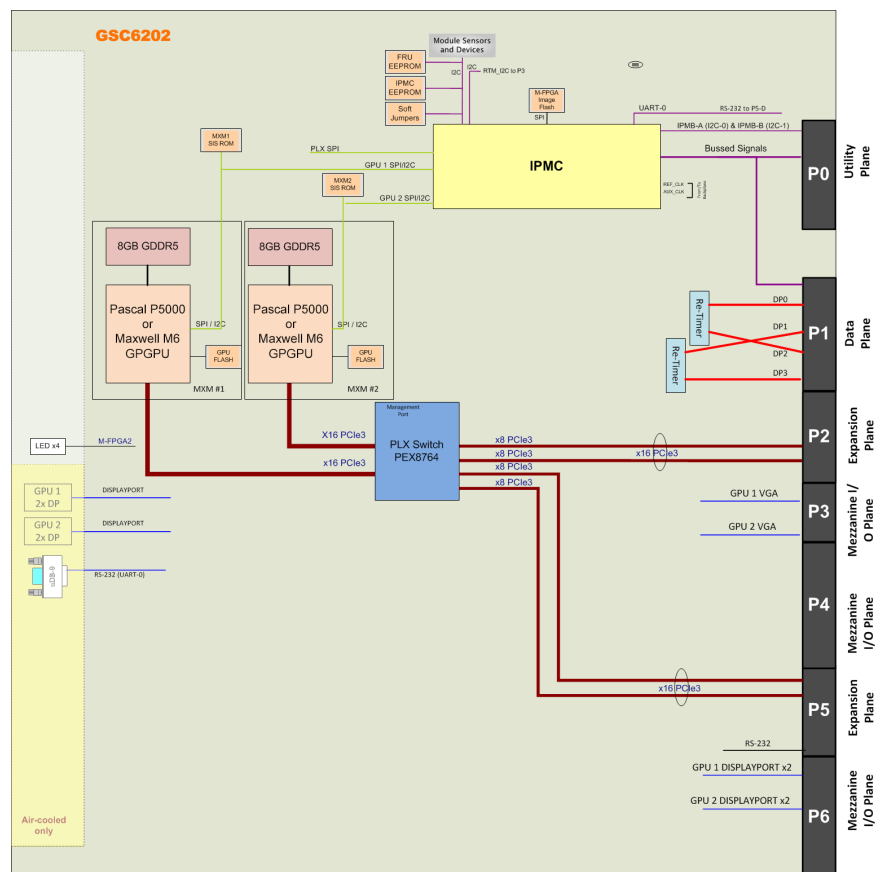 GSC6202
Module Sensors
and Devices
FRU
EEPROM
I2C
I2C
RTM_I2C to P3
IPMC
EEPROM
Soft
Jumpers
M-FPGA
Image
Flash
SPI
UART-0
RS-232 to P5-D
IPMB-A (I2C-0) & IPMB-B (I2C-1)
Bussed Signals
MXM1
SIS ROM
PLX SPI
GPU 1 SPI/I2C
IPMC
MXM2
SIS ROM
GPU 2 SPI/I2C
REF_CLK
AUX_CLK
P0
Utility
Plane
8GB GDDR5
8GB GDDR5
Pascal P5000
or
Maxwell M6
GPGPU
SPI / I2C
GPU
FLASH
MXM #1
Pascal P5000
or
Maxwell M6
GPGPU
SPI / I2C
GPU
FLASH
MXM #2
Re-Timer
Re-Timer
DP0
DP1
DP2
DP3
P1
Data
Plane
Management
Port
PLX Switch
PEX8764
X16 PCIe3
x16 PCIe3
x8 PCIe3
x8 PCIe3
x8 PCIe3
x8 PCIe3
x16 PCIe3
P2
Expansion
Plane
LED x4
M-FPGA2
GPU 1
2x DP
DISPLAYPORT
GPU 2
2x DP
DISPLAYPORT
uDB-9
RS-232 (UART-0)
GPU 1 VGA
GPU 2 VGA
P3
Mezzanine I/
O Plane
P4
Mezzanine
I/O Plane
x16 PCIe3
P5
Expansion
Plane
RS-232
GPU 1 DISPLAYPORT x2
GPU 2 DISPLAYPORT x2
P6
Mezzanine
I/O Plane
Air-cooled
only